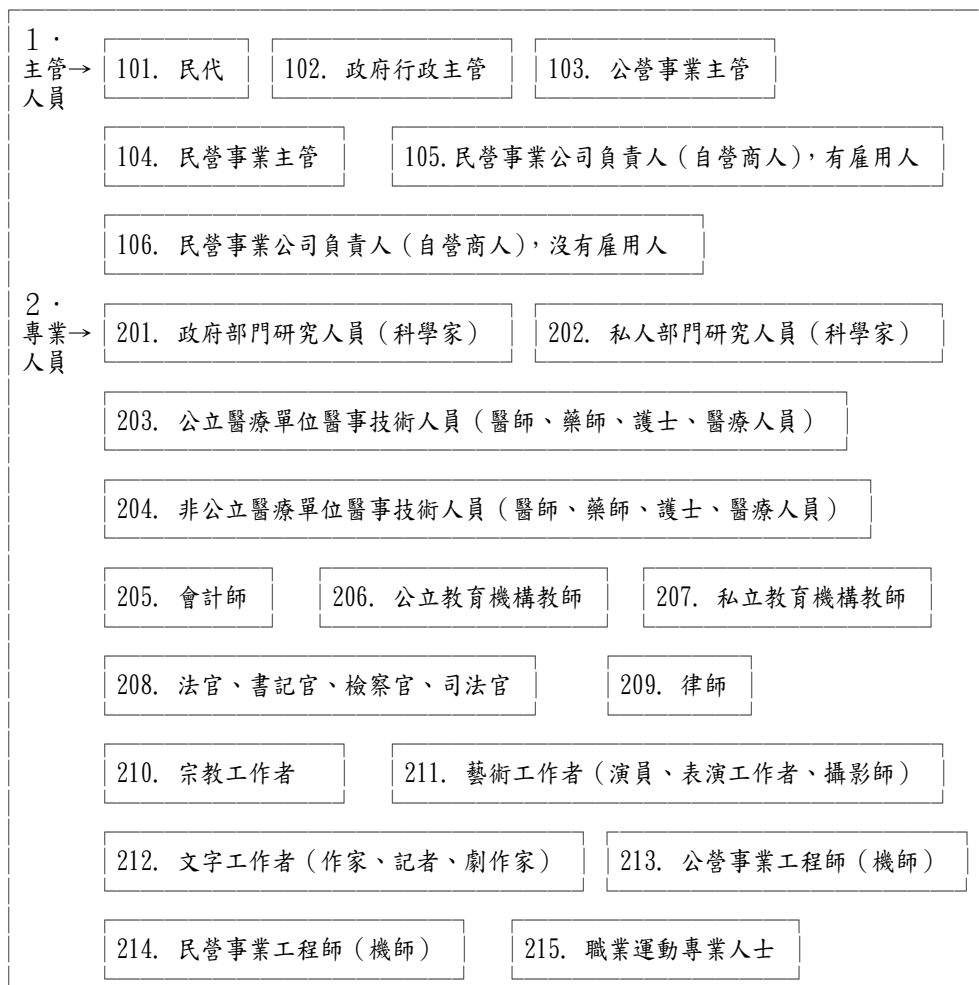 1.
主管→ 101. 民代 102. 政府行政主管 103. 公營事業主管
人員
104. 民營事業主管 105.民營事業公司負責人（自營商人），有雇用人
106. 民營事業公司負責人（自營商人），沒有雇用人
2.
專業→ 201. 政府部門研究人員（科學家） 202. 私人部門研究人員（科學家）
人員
203. 公立醫療單位醫事技術人員（醫師、藥師、護士、醫療人員）
204. 非公立醫療單位醫事技術人員（醫師、藥師、護士、醫療人員）
205. 會計師 206. 公立教育機構教師 207. 私立教育機構教師
208. 法官、書記官、檢察官、司法官 209. 律師
210. 宗教工作者 211. 藝術工作者（演員、表演工作者、攝影師）
212. 文字工作者（作家、記者、劇作家） 213. 公營事業工程師（機師）
214. 民營事業工程師（機師） 215. 職業運動專業人士